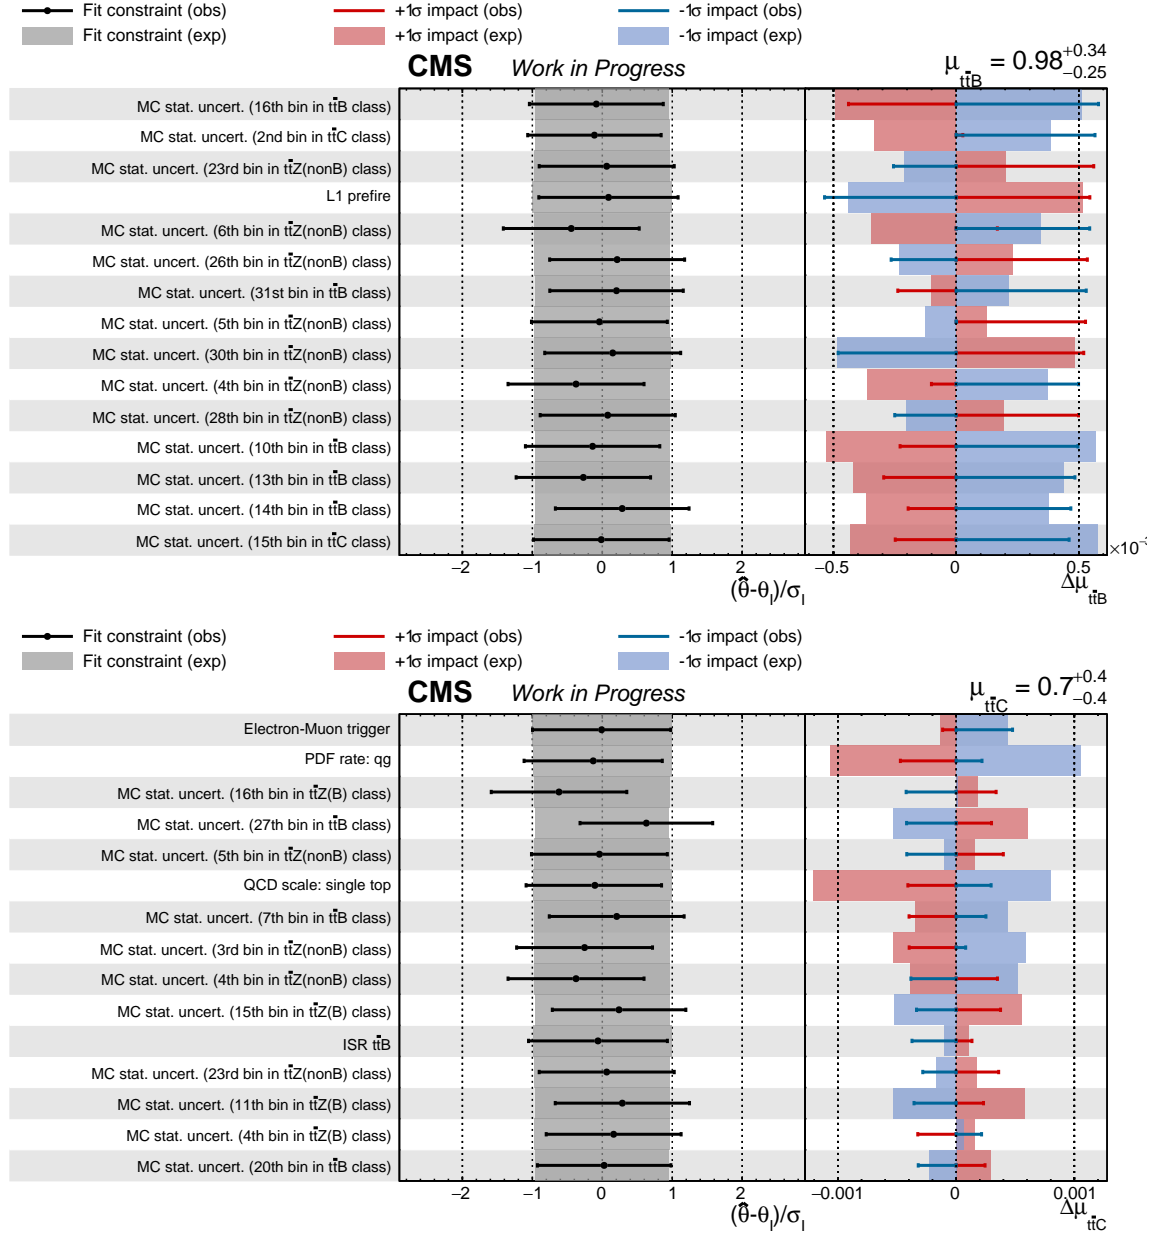 Fit constraint (obs) +1σ impact (obs) -1σ impact (obs)
Fit constraint (exp) +1σ impact (exp) -1σ impact (exp)
CMS Work in Progress μ_{tt̄B} = 0.98 +0.34 −0.25
MC stat. uncert. (16th bin in tt̄B class)
MC stat. uncert. (2nd bin in tt̄C class)
MC stat. uncert. (23rd bin in tt̄Z(nonB) class)
L1 prefire
MC stat. uncert. (6th bin in tt̄Z(nonB) class)
MC stat. uncert. (26th bin in tt̄Z(nonB) class)
MC stat. uncert. (31st bin in tt̄B class)
MC stat. uncert. (5th bin in tt̄Z(nonB) class)
MC stat. uncert. (30th bin in tt̄Z(nonB) class)
MC stat. uncert. (4th bin in tt̄Z(nonB) class)
MC stat. uncert. (28th bin in tt̄Z(nonB) class)
MC stat. uncert. (10th bin in tt̄B class)
MC stat. uncert. (13th bin in tt̄B class)
MC stat. uncert. (14th bin in tt̄B class)
MC stat. uncert. (15th bin in tt̄C class)
×10⁻
−2 −1 0 1 2 −0.5 0 0.5
(θ̂-θ_I)/σ_I Δμ_{tt̄B}
Fit constraint (obs) +1σ impact (obs) -1σ impact (obs)
Fit constraint (exp) +1σ impact (exp) -1σ impact (exp)
CMS Work in Progress μ_{tt̄C} = 0.7 +0.4 −0.4
Electron-Muon trigger
PDF rate: qg
MC stat. uncert. (16th bin in tt̄Z(B) class)
MC stat. uncert. (27th bin in tt̄B class)
MC stat. uncert. (5th bin in tt̄Z(nonB) class)
QCD scale: single top
MC stat. uncert. (7th bin in tt̄B class)
MC stat. uncert. (3rd bin in tt̄Z(nonB) class)
MC stat. uncert. (4th bin in tt̄Z(nonB) class)
MC stat. uncert. (15th bin in tt̄Z(B) class)
ISR tt̄B
MC stat. uncert. (23rd bin in tt̄Z(nonB) class)
MC stat. uncert. (11th bin in tt̄Z(B) class)
MC stat. uncert. (4th bin in tt̄Z(B) class)
MC stat. uncert. (20th bin in tt̄B class)
−2 −1 0 1 2 −0.001 0 0.001
(θ̂-θ_I)/σ_I Δμ_{tt̄C}